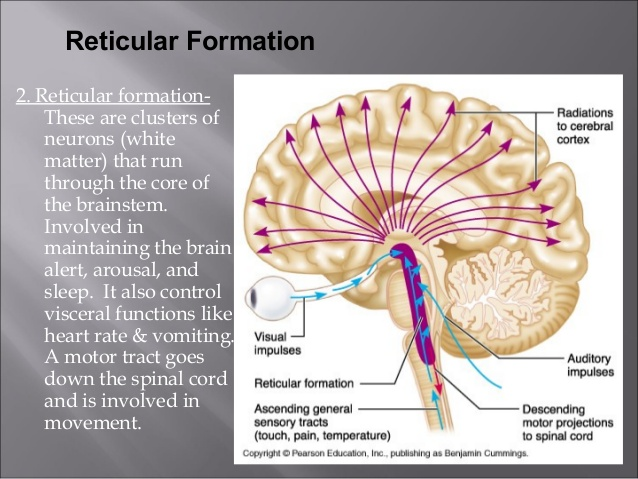 Reticular Formation
2. Reticular formation-
These are clusters of
neurons (white
matter) that run
through the core of
the brainstem.
Involved in
maintaining the brain
alert, arousal, and
sleep.  It also control
visceral functions like
heart rate & vomiting.
A motor tract goes
down the spinal cord
and is involved in
movement.
Radiations
to cerebral
cortex
Visual
impulses
Reticular formation
Ascending general
sensory tracts
(touch, pain, temperature)
Auditory
impulses
Descending
motor projections
to spinal cord
Copyright © Pearson Education, Inc., publishing as Benjamin Cummings.